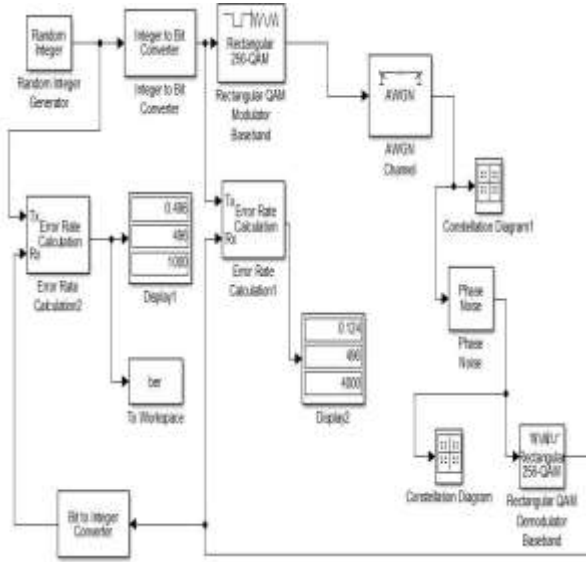 Random
Integer
Random Integer
Generator
Integer to Bit
Converter
Integer to Bit
Converter
Rectangular
256-QAM
Rectangular QAM
Modulator
Baseband
AWGN
AWGN
Channel
Constellation Diagram1
Tx
Rx
Error Rate
Calculation
Error Rate
Calculation2
0.496
496
1000
Display1
Tx
Rx
Error Rate
Calculation
Error Rate
Calculation1
Phase
Noise
Phase
Noise
0.124
496
4000
Display2
ber
To Workspace
Constellation Diagram
Rectangular
256-QAM
Rectangular QAM
Demodulator
Baseband
Bit to Integer
Converter